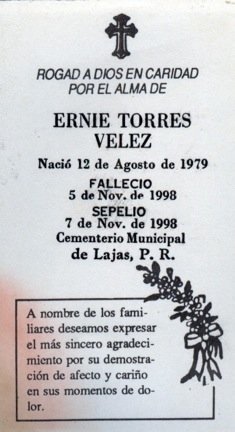 ROGAD A DIOS EN CARIDAD
POR EL ALMA DE
ERNIE TORRES
VELEZ
Nació 12 de Agosto de 1979
FALLECIO
5 de Nov. de 1998
SEPELIO
7 de Nov. de 1998
Cementerio Municipal
de Lajas, P. R.
A nombre de los fami-
liares deseamos expresar
el más sincero agradeci-
miento por su demostra-
ción de afecto y cariño
en sus momentos de do-
lor.